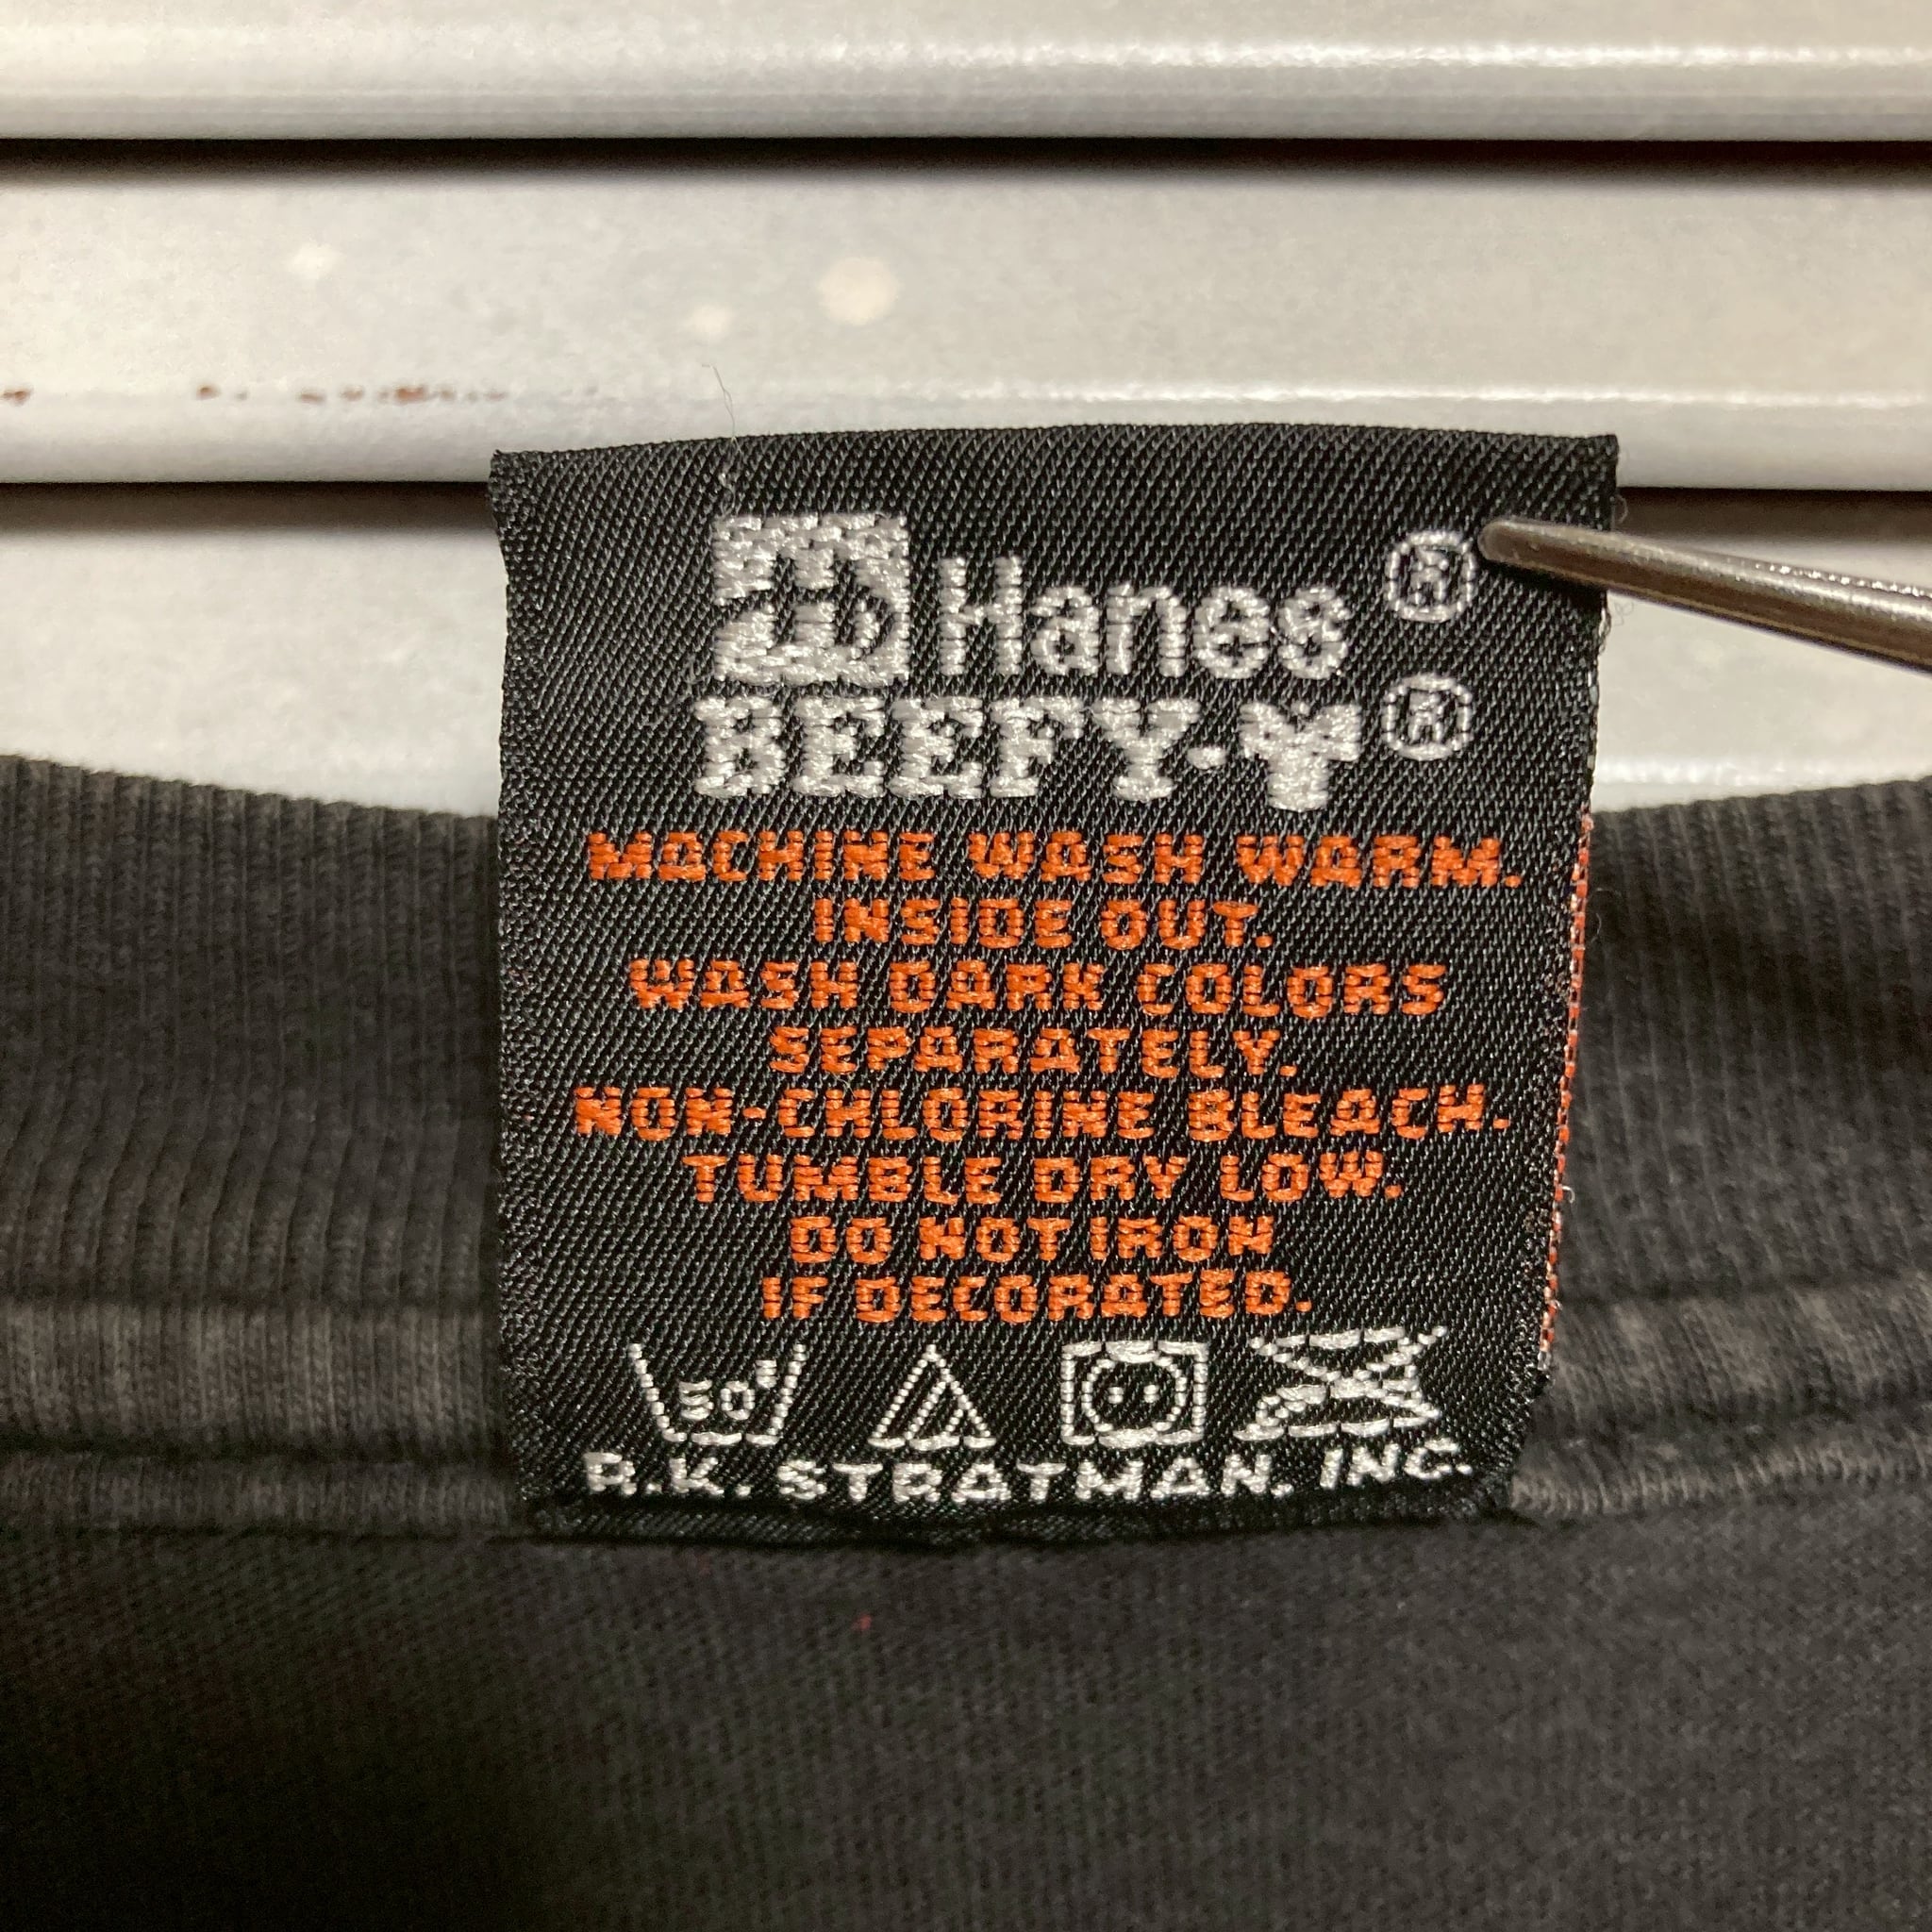 Hanes®
BEEFY-T®
MACHINE WASH WARM.
INSIDE OUT.
WASH DARK COLORS
SEPARATELY.
NON-CHLORINE BLEACH.
TUMBLE DRY LOW.
DO NOT IRON
IF DECORATED.
50°
R.K. STRATMAN, INC.